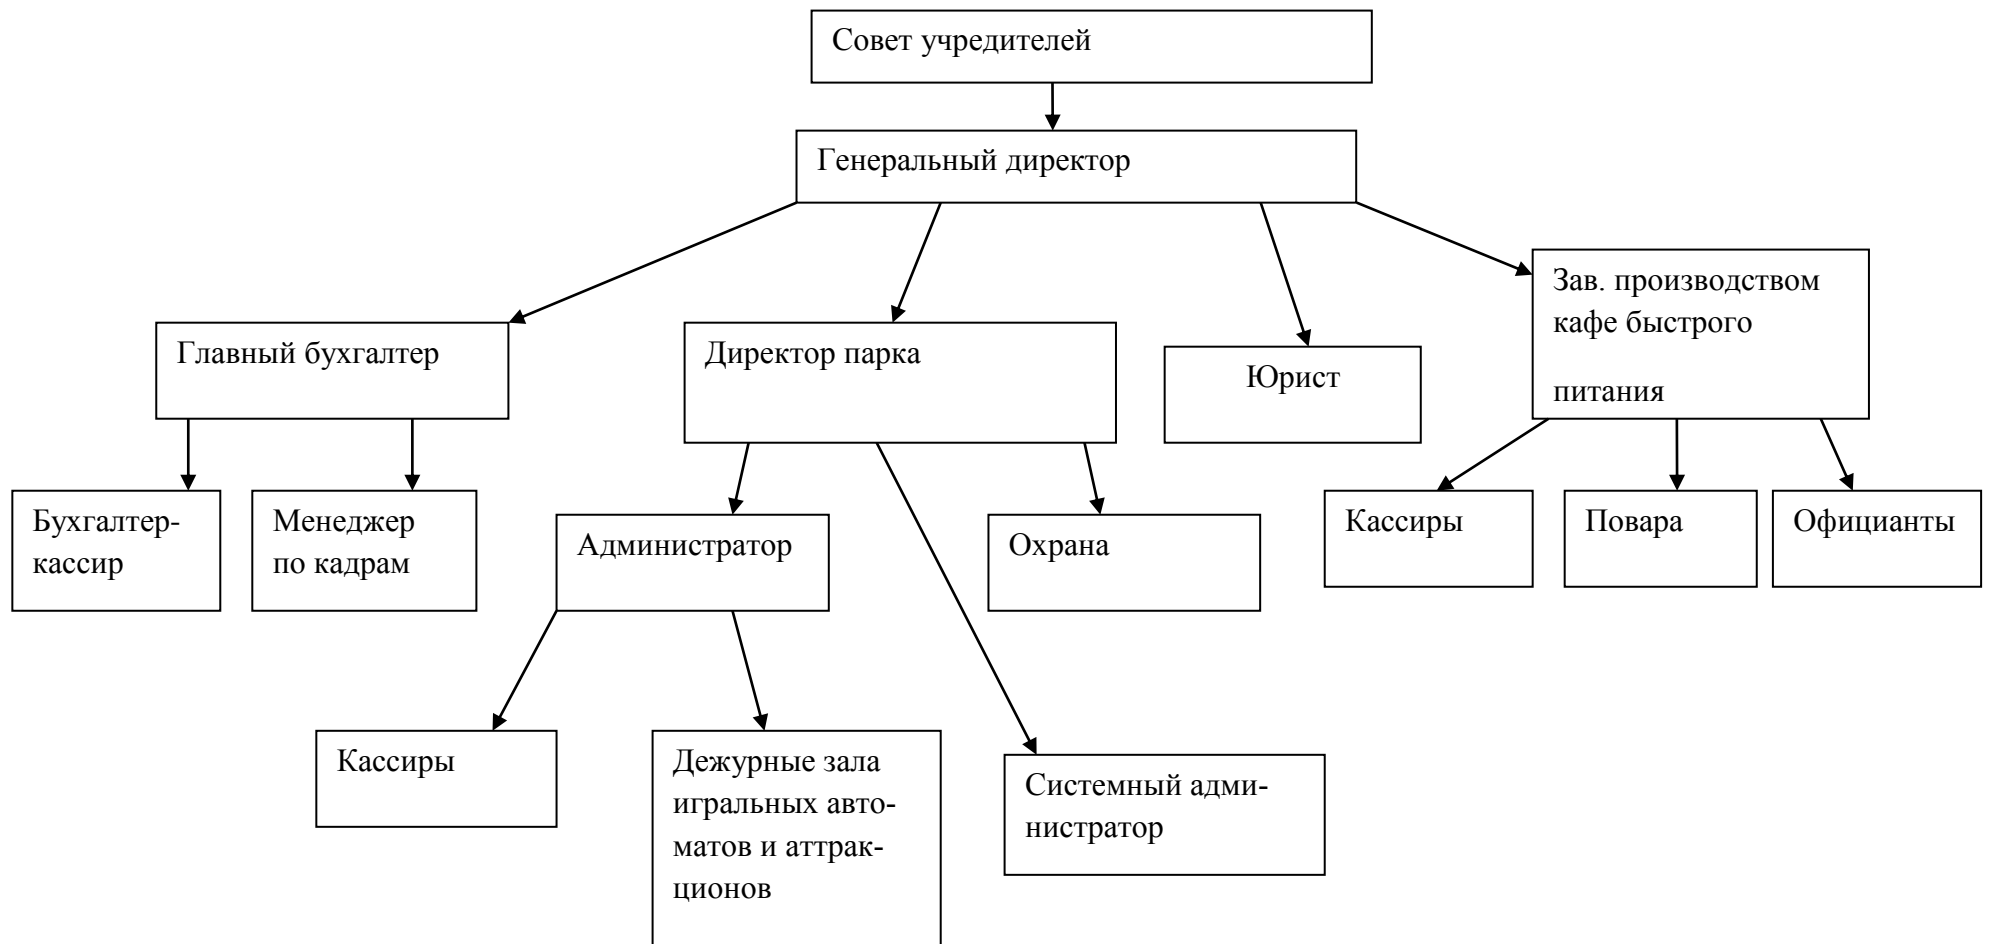 Совет учредителей
Генеральный директор
Зав. производством
кафе быстрого
питания
Главный бухгалтер
Директор парка
Юрист
Бухгалтер-
кассир
Менеджер
по кадрам
Администратор
Охрана
Кассиры
Повара
Официанты
Кассиры
Дежурные зала
игральных авто-
матов и аттрак-
ционов
Системный адми-
нистратор